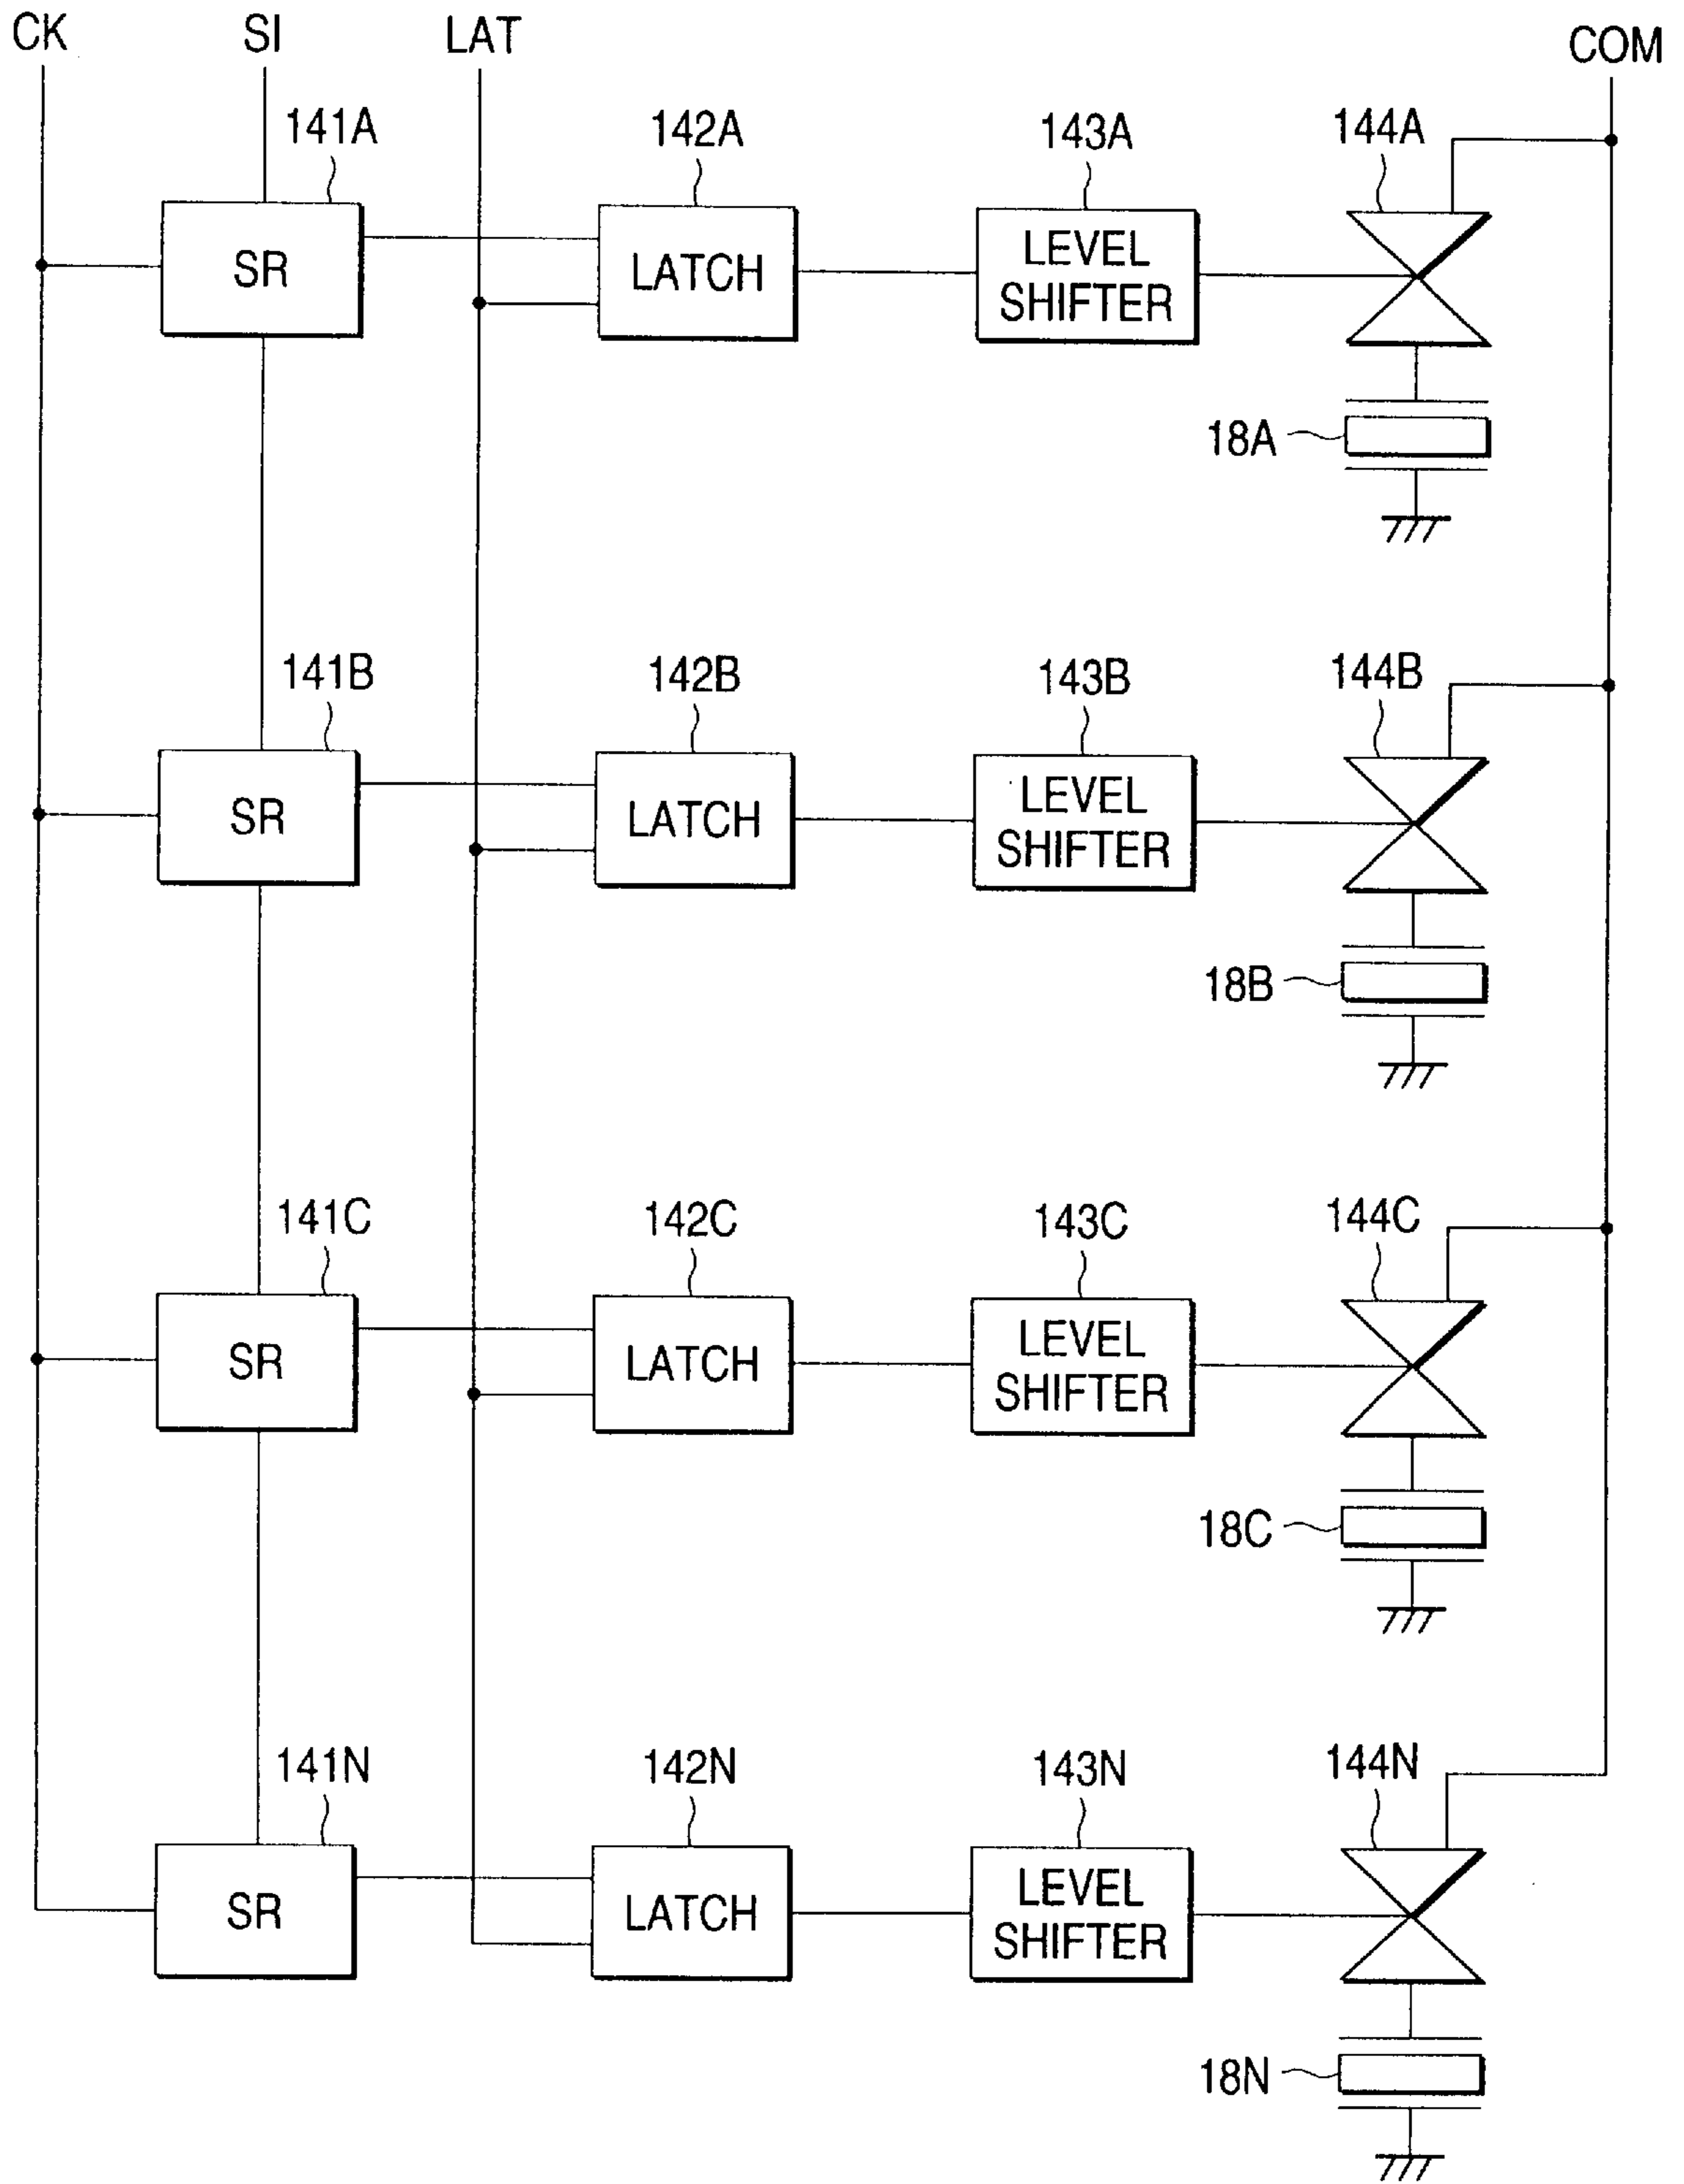 CK SI LAT COM
141A 142A 143A 144A
SR LATCH LEVEL
SHIFTER
18A
141B 142B 143B 144B
SR LATCH LEVEL
SHIFTER
18B
141C 142C 143C 144C
SR LATCH LEVEL
SHIFTER
18C
141N 142N 143N 144N
SR LATCH LEVEL
SHIFTER
18N